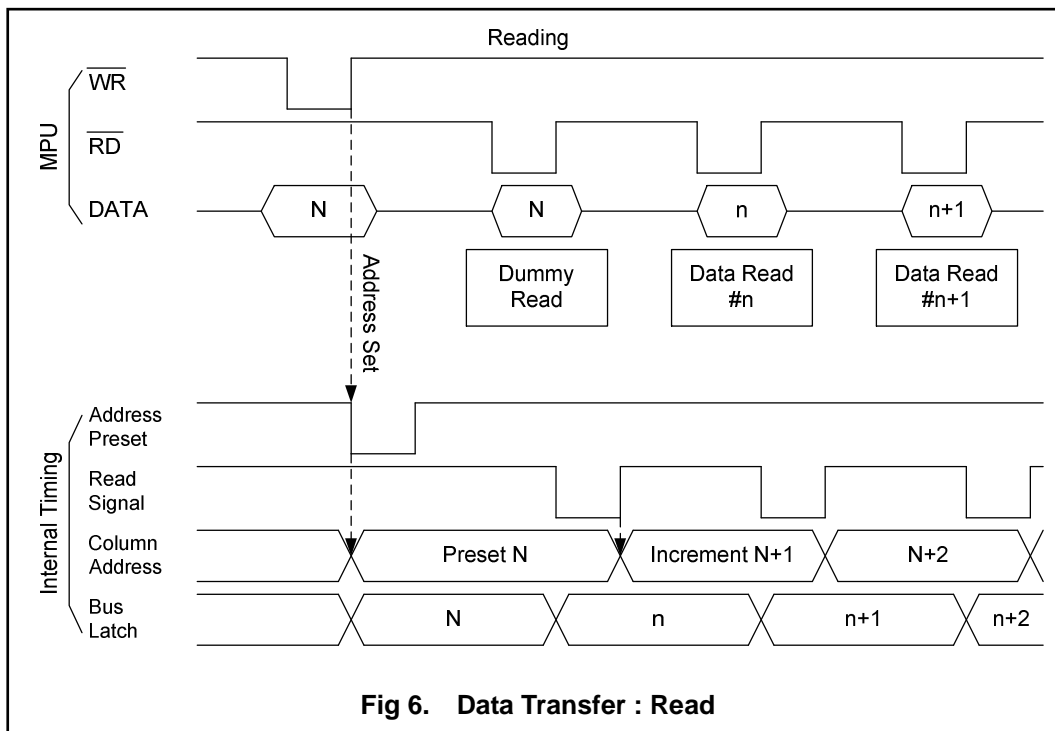 Reading
MPU
WR
RD
DATA
N
N
n
n+1
Address Set
Dummy
Read
Data Read
#n
Data Read
#n+1
Internal Timing
Address
Preset
Read
Signal
Column
Address
Preset N
Increment N+1
N+2
Bus
Latch
N
n
n+1
n+2
Fig 6. Data Transfer : Read